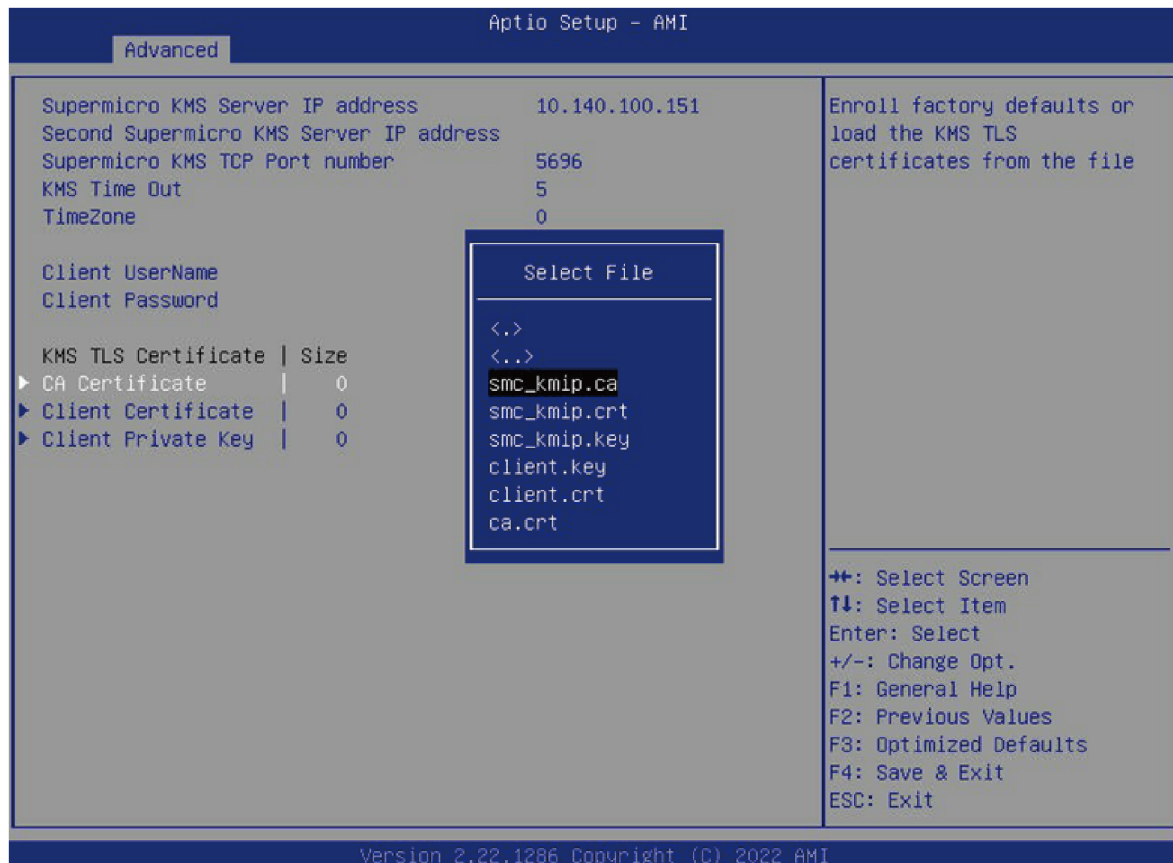 Aptio Setup - AMI
Advanced
Supermicro KMS Server IP address 10.140.100.151
Second Supermicro KMS Server IP address
Supermicro KMS TCP Port number 5696
KMS Time Out 5
TimeZone 0
Client UserName
Client Password
KMS TLS Certificate | Size
CA Certificate | 0
Client Certificate | 0
Client Private Key | 0
Select File
<.>
<..>
smc_kmip.ca
smc_kmip.crt
smc_kmip.key
client.key
client.crt
ca.crt
Enroll factory defaults or
load the KMS TLS
certificates from the file
→←: Select Screen
↑↓: Select Item
Enter: Select
+/-: Change Opt.
F1: General Help
F2: Previous Values
F3: Optimized Defaults
F4: Save & Exit
ESC: Exit
Version 2.22.1286 Copyright (C) 2022 AMI